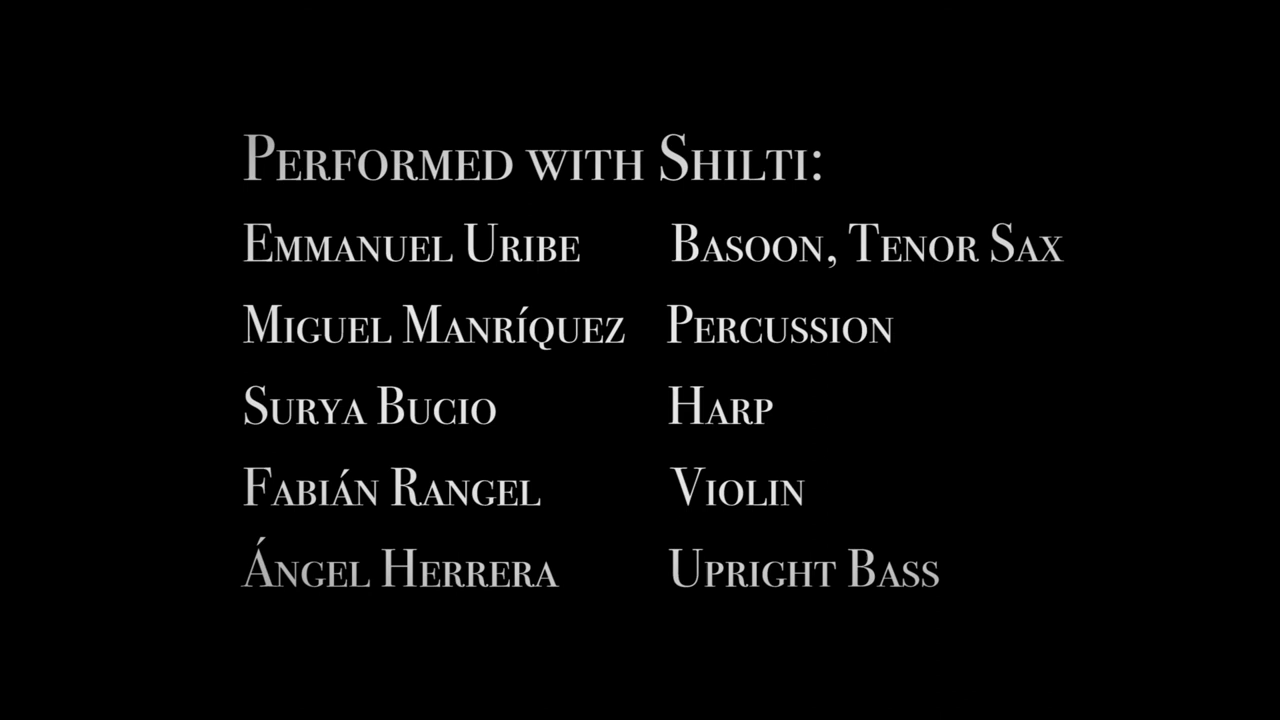 Performed with Shilti:
Emmanuel Uribe Basoon, Tenor Sax
Miguel Manríquez Percussion
Surya Bucio Harp
Fabián Rangel Violin
Ángel Herrera Upright Bass